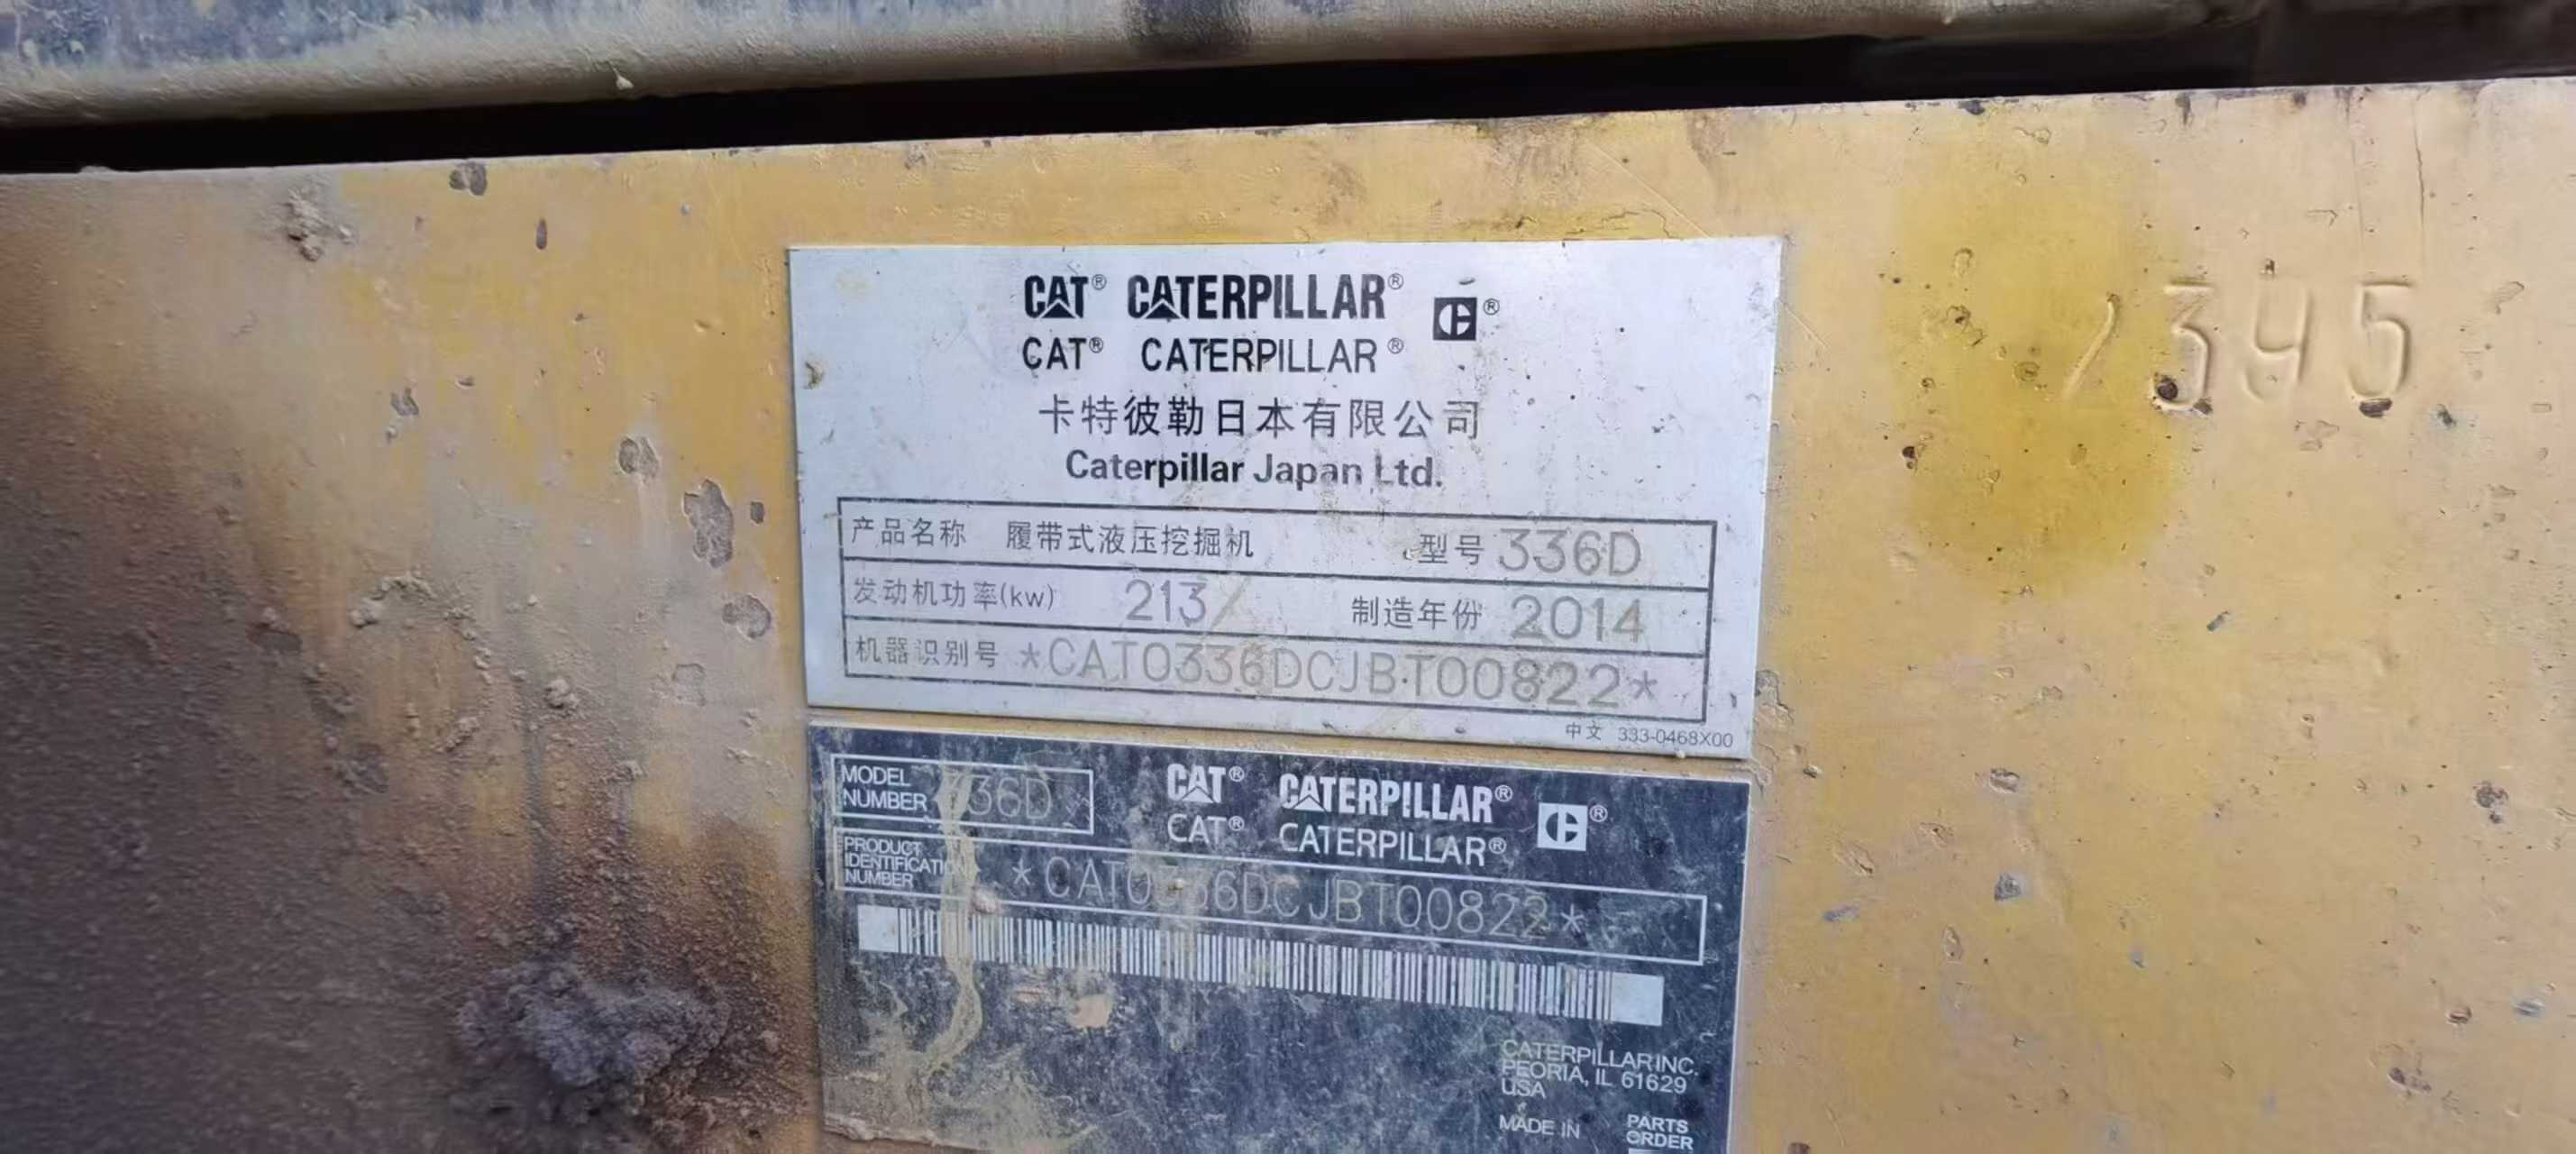 CAT® CATERPILLAR® ®
CAT® CATERPILLAR®
卡特彼勒日本有限公司
Caterpillar Japan Ltd.
产品名称 履带式液压挖掘机 型号 336D
发动机功率(kw) 213/ 制造年份 2014
机器识别号 *CAT0336DCJBT00822*
中文 333-0468X00
7345
MODEL
NUMBER 336D
CAT® CATERPILLAR® ®
CAT® CATERPILLAR®
PRODUCT
IDENTIFICATION
NUMBER
*CAT0336DCJBT00822*
CATERPILLAR INC.
PEORIA, IL 61629
USA
MADE IN
PARTS
ORDER